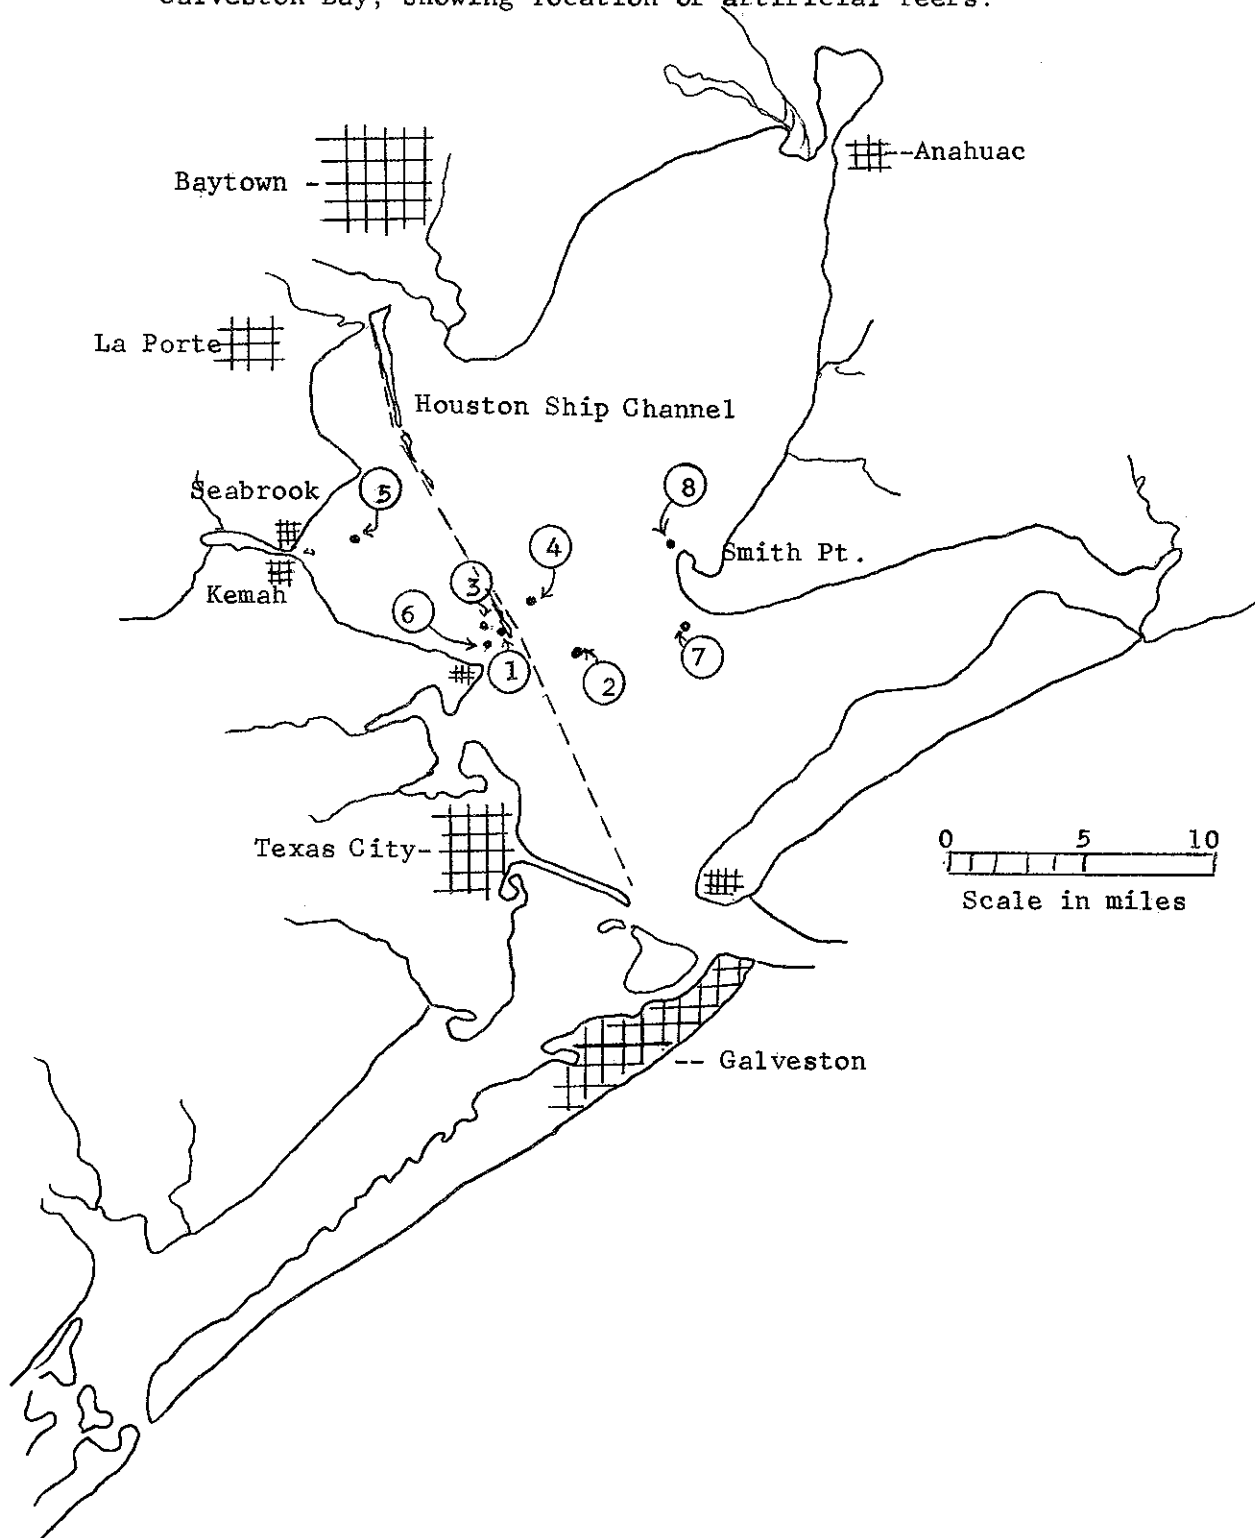 Galveston Bay, showing location of artificial reefs.
--Anahuac
Baytown -
La Porte
Houston Ship Channel
Seabrook
5
8
4
Smith Pt.
3
Kemah
6
7
1
2
0 5 10
Texas City-
Scale in miles
-- Galveston